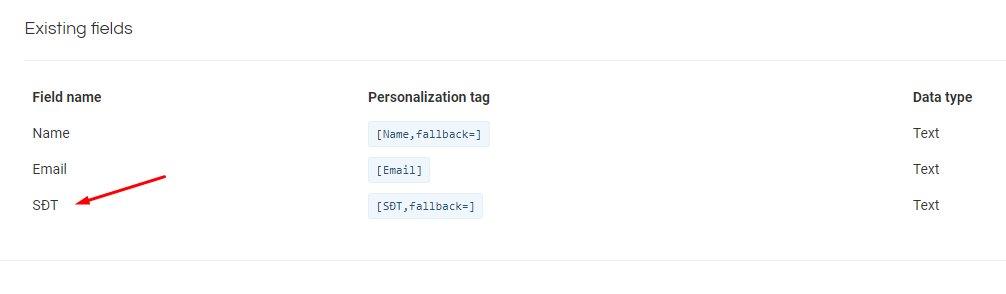 Existing fields
Field name Personalization tag Data type
Name [Name,fallback=] Text
Email [Email] Text
SĐT [SĐT,fallback=] Text